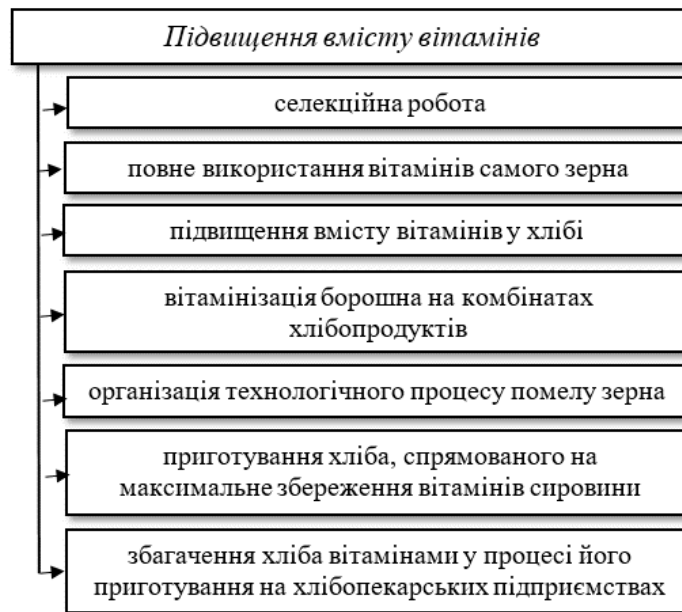 Підвищення вмісту вітамінів
селекційна робота
повне використання вітамінів самого зерна
підвищення вмісту вітамінів у хлібі
вітамінізація борошна на комбінатах
хлібопродуктів
організація технологічного процесу помелу зерна
приготування хліба, спрямованого на
максимальне збереження вітамінів сировини
збагачення хліба вітамінами у процесі його
приготування на хлібопекарських підприємствах